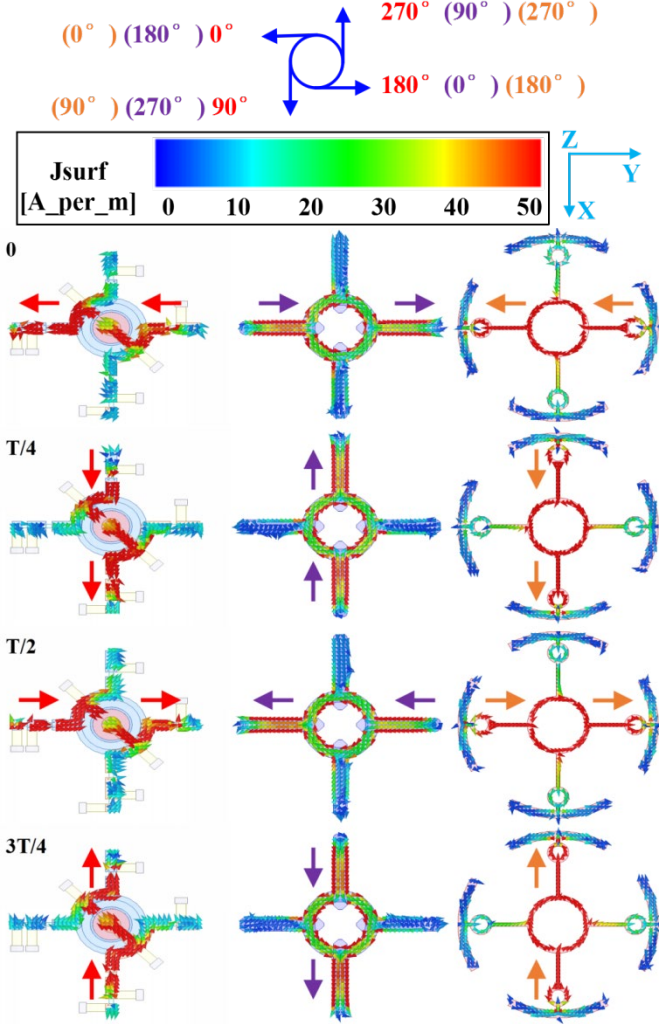 270° (90° ) (270° )
(0° ) (180° ) 0°
180° (0° ) (180° )
(90° ) (270° ) 90°
Jsurf
[A_per_m]
0 10 20 30 40 50
Z
Y
X
0
T/4
T/2
3T/4